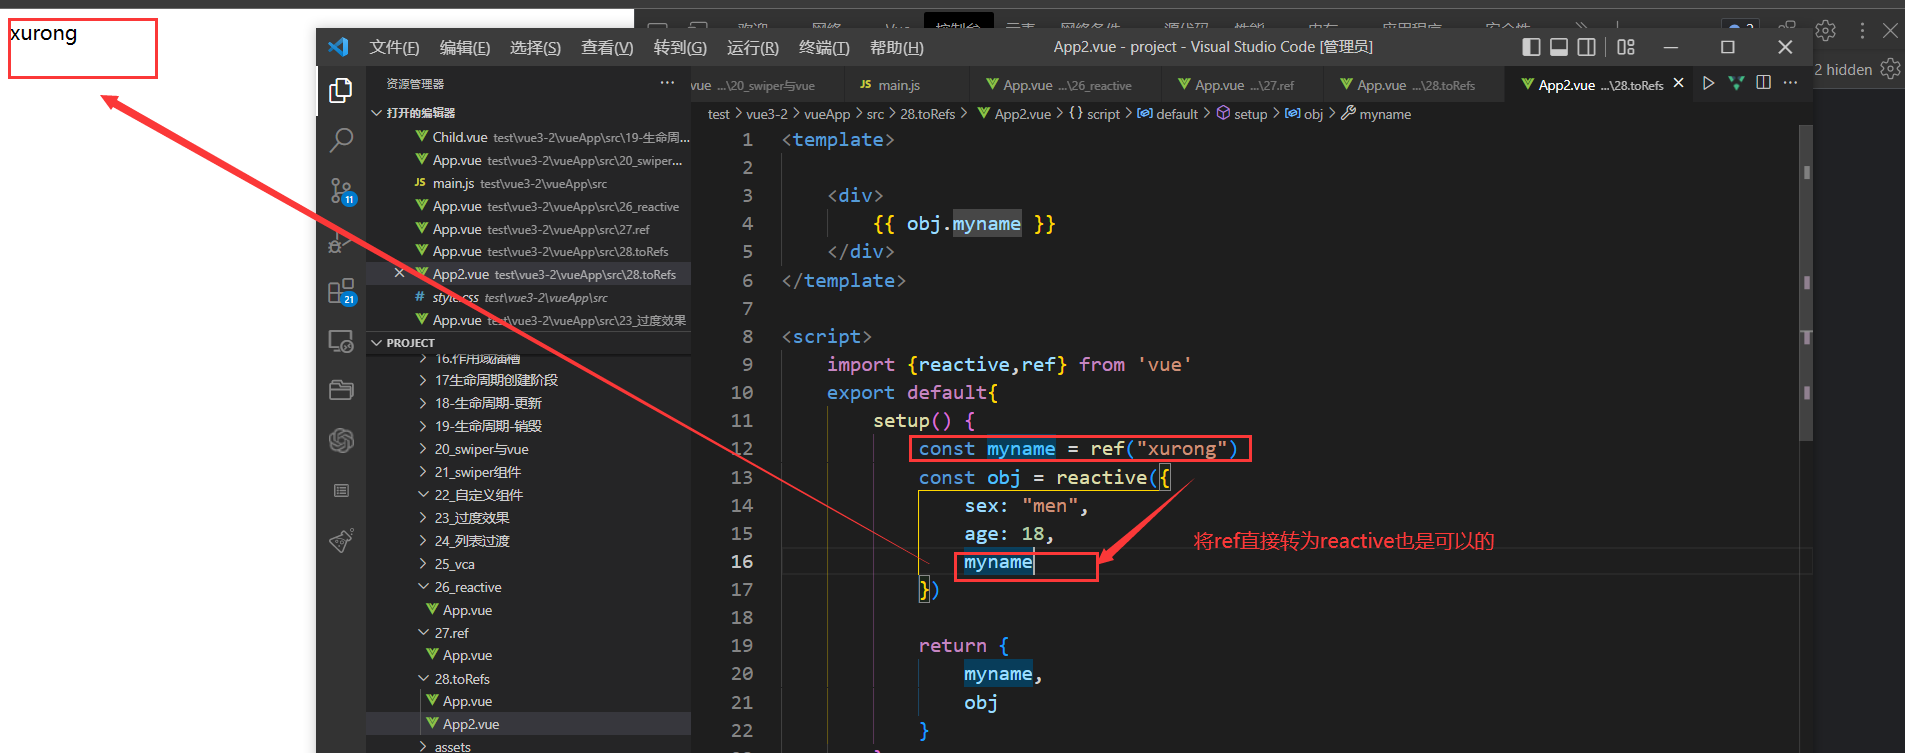 xurong
文件(F) 编辑(E) 选择(S) 查看(V) 转到(G) 运行(R) 终端(T) 帮助(H) App2.vue - project - Visual Studio Code [管理员]
2 hidden
资源管理器 ···
vue ...\20_swiper与vue JS main.js App.vue ...\26_reactive App.vue ...\27.ref App.vue ...\28.toRefs App2.vue ...\28.toRefs
test > vue3-2 > vueApp > src > 28.toRefs > App2.vue > {} script > default > setup > obj > myname
打开的编辑器
Child.vue test\vue3-2\vueApp\src\19-生命周...
App.vue test\vue3-2\vueApp\src\20_swiper...
JS main.js test\vue3-2\vueApp\src
App.vue test\vue3-2\vueApp\src\26_reactive
App.vue test\vue3-2\vueApp\src\27.ref
App.vue test\vue3-2\vueApp\src\28.toRefs
App2.vue test\vue3-2\vueApp\src\28.toRefs
# style.css test\vue3-2\vueApp\src
App.vue test\vue3-2\vueApp\src\23_过度效果
11
21
PROJECT
16.作用域插槽
17生命周期创建阶段
18-生命周期-更新
19-生命周期-销毁
20_swiper与vue
21_swiper组件
22_自定义组件
23_过度效果
24_列表过渡
25_vca
26_reactive
App.vue
27.ref
App.vue
28.toRefs
App.vue
App2.vue
assets
1 <template>
2
3 <div>
4 {{ obj.myname }}
5 </div>
6 </template>
7
8 <script>
9 import {reactive,ref} from 'vue'
10 export default{
11 setup() {
12 const myname = ref("xurong")
13 const obj = reactive({
14 sex: "men",
15 age: 18,
16 myname
17 })
18
19 return {
20 myname,
21 obj
22 }
将ref直接转为reactive也是可以的